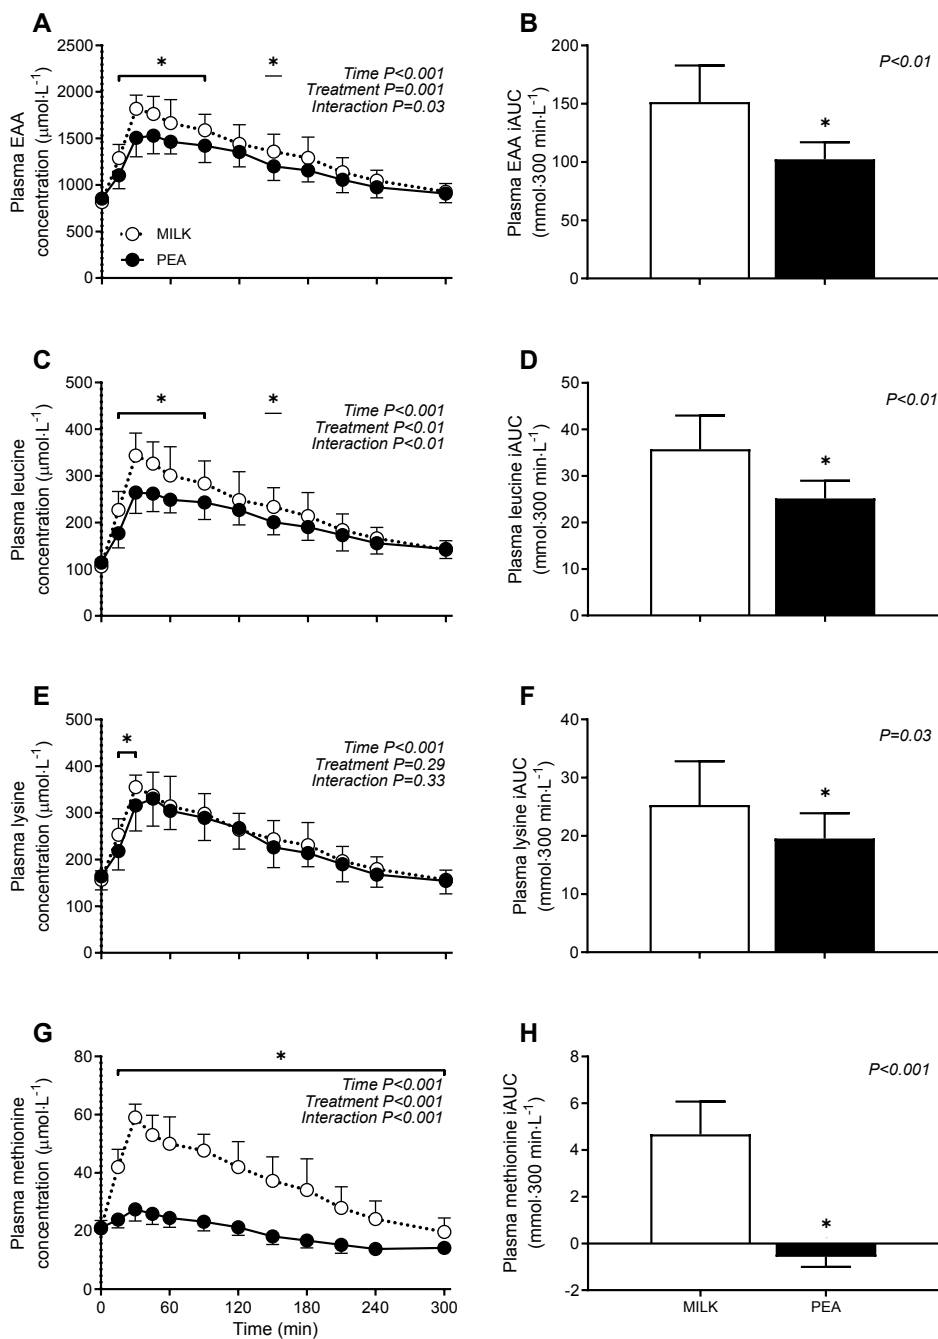 A
Plasma EAA
concentration (μmol·L⁻¹)
2500
2000
1500
1000
500
0
*
*
Time P<0.001
Treatment P=0.001
Interaction P=0.03
MILK
PEA
B
Plasma EAA iAUC
(mmol·300 min·L⁻¹)
200
150
100
50
0
P<0.01
*
C
Plasma leucine
concentration (μmol·L⁻¹)
500
400
300
200
100
0
*
*
Time P<0.001
Treatment P<0.01
Interaction P<0.01
D
Plasma leucine iAUC
(mmol·300 min·L⁻¹)
50
40
30
20
10
0
P<0.01
*
E
Plasma lysine
concentration (μmol·L⁻¹)
500
400
300
200
100
0
*
Time P<0.001
Treatment P=0.29
Interaction P=0.33
F
Plasma lysine iAUC
(mmol·300 min·L⁻¹)
40
30
20
10
0
P=0.03
*
G
Plasma methionine
concentration (μmol·L⁻¹)
80
60
40
20
0
*
Time P<0.001
Treatment P<0.001
Interaction P<0.001
0 60 120 180 240 300
Time (min)
H
Plasma methionine iAUC
(mmol·300 min·L⁻¹)
8
6
4
2
0
-2
P<0.001
*
MILK PEA